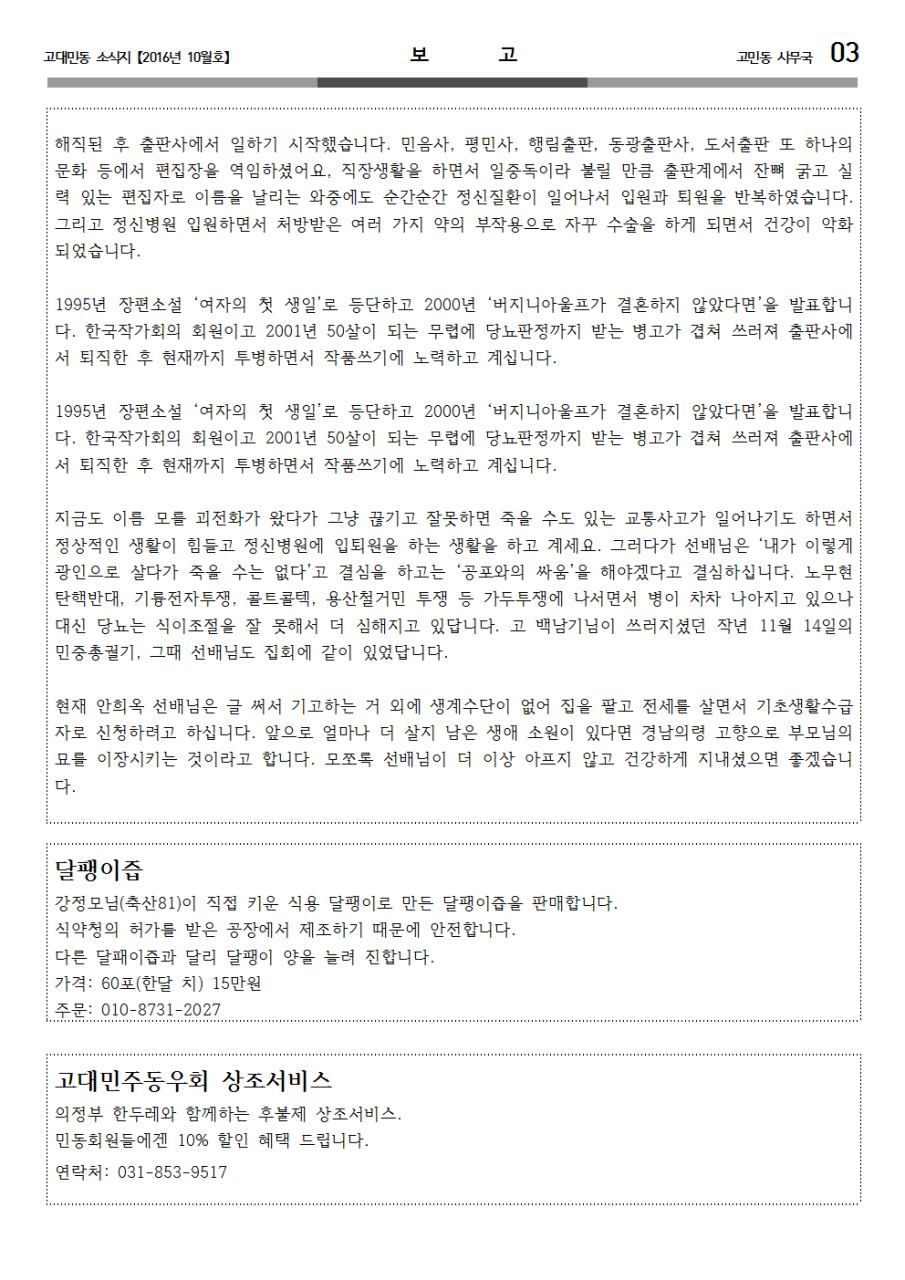 고대민동 소식지 【2016년 10월호】 보 고 고민동 사무국 03
해직된 후 출판사에서 일하기 시작했습니다. 민음사, 평민사, 행림출판, 동광출판사, 도서출판 또 하나의
문화 등에서 편집장을 역임하셨어요, 직장생활을 하면서 일중독이라 불릴 만큼 출판계에서 잔뼈 굵고 실
력 있는 편집자로 이름을 날리는 와중에도 순간순간 정신질환이 일어나서 입원과 퇴원을 반복하였습니다.
그리고 정신병원 입원하면서 처방받은 여러 가지 약의 부작용으로 자꾸 수술을 하게 되면서 건강이 악화
되었습니다.
1995년 장편소설 ‘여자의 첫 생일’로 등단하고 2000년 ‘버지니아울프가 결혼하지 않았다면’을 발표합니
다. 한국작가회의 회원이고 2001년 50살이 되는 무렵에 당뇨판정까지 받는 병고가 겹쳐 쓰러져 출판사에
서 퇴직한 후 현재까지 투병하면서 작품쓰기에 노력하고 계십니다.
1995년 장편소설 ‘여자의 첫 생일’로 등단하고 2000년 ‘버지니아울프가 결혼하지 않았다면’을 발표합니
다. 한국작가회의 회원이고 2001년 50살이 되는 무렵에 당뇨판정까지 받는 병고가 겹쳐 쓰러져 출판사에
서 퇴직한 후 현재까지 투병하면서 작품쓰기에 노력하고 계십니다.
지금도 이름 모를 괴전화가 왔다가 그냥 끊기고 잘못하면 죽을 수도 있는 교통사고가 일어나기도 하면서
정상적인 생활이 힘들고 정신병원에 입퇴원을 하는 생활을 하고 계세요. 그러다가 선배님은 ‘내가 이렇게
광인으로 살다가 죽을 수는 없다’고 결심을 하고는 ‘공포와의 싸움’을 해야겠다고 결심하십니다. 노무현
탄핵반대, 기륭전자투쟁, 콜트콜텍, 용산철거민 투쟁 등 가두투쟁에 나서면서 병이 차차 나아지고 있으나
대신 당뇨는 식이조절을 잘 못해서 더 심해지고 있답니다. 고 백남기님이 쓰러지셨던 작년 11월 14일의
민중총궐기, 그때 선배님도 집회에 같이 있었답니다.
현재 안희옥 선배님은 글 써서 기고하는 거 외에 생계수단이 없어 집을 팔고 전세를 살면서 기초생활수급
자로 신청하려고 하십니다. 앞으로 얼마나 더 살지 남은 생애 소원이 있다면 경남의령 고향으로 부모님의
묘를 이장시키는 것이라고 합니다. 모쪼록 선배님이 더 이상 아프지 않고 건강하게 지내셨으면 좋겠습니
다.
달팽이즙
강정모님(축산81)이 직접 키운 식용 달팽이로 만든 달팽이즙을 판매합니다.
식약청의 허가를 받은 공장에서 제조하기 때문에 안전합니다.
다른 달패이즙과 달리 달팽이 양을 늘려 진합니다.
가격: 60포(한달 치) 15만원
주문: 010-8731-2027
고대민주동우회 상조서비스
의정부 한두레와 함께하는 후불제 상조서비스.
민동회원들에겐 10% 할인 혜택 드립니다.
연락처: 031-853-9517